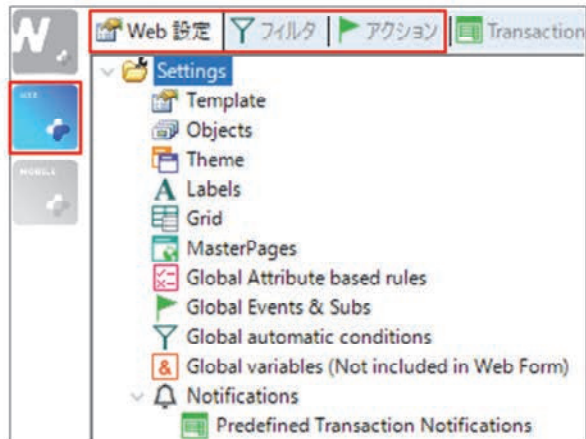 W.
Web 設定 フィルタ アクション Transaction
WEB
Settings
Template
Objects
Theme
MOBILE
Labels
Grid
MasterPages
Global Attribute based rules
Global Events & Subs
Global automatic conditions
& Global variables (Not included in Web Form)
Notifications
Predefined Transaction Notifications